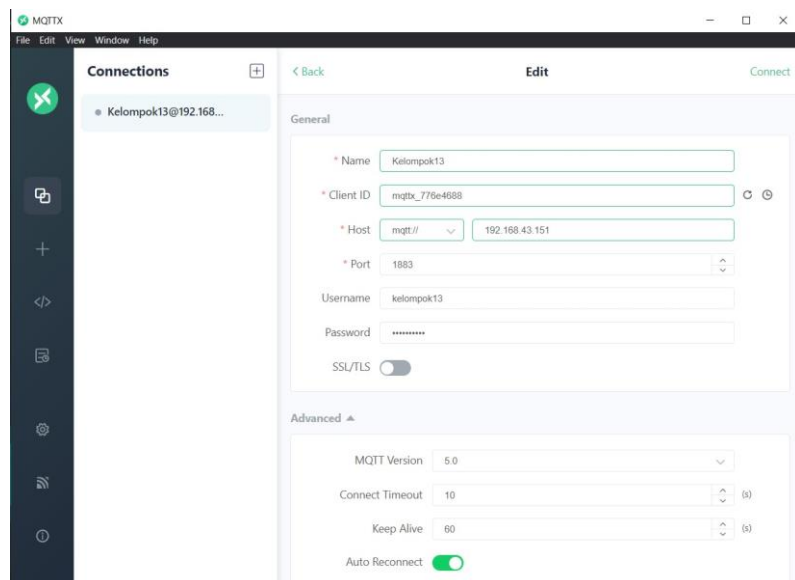 MQTTX
File Edit View Window Help
Connections
< Back Edit Connect
Kelompok13@192.168...
General
* Name Kelompok13
* Client ID mqttx_776e4688
* Host mqtt:// 192.168.43.151
* Port 1883
Username kelompok13
Password ••••••••••
SSL/TLS
Advanced
MQTT Version 5.0
Connect Timeout 10 (s)
Keep Alive 60 (s)
Auto Reconnect